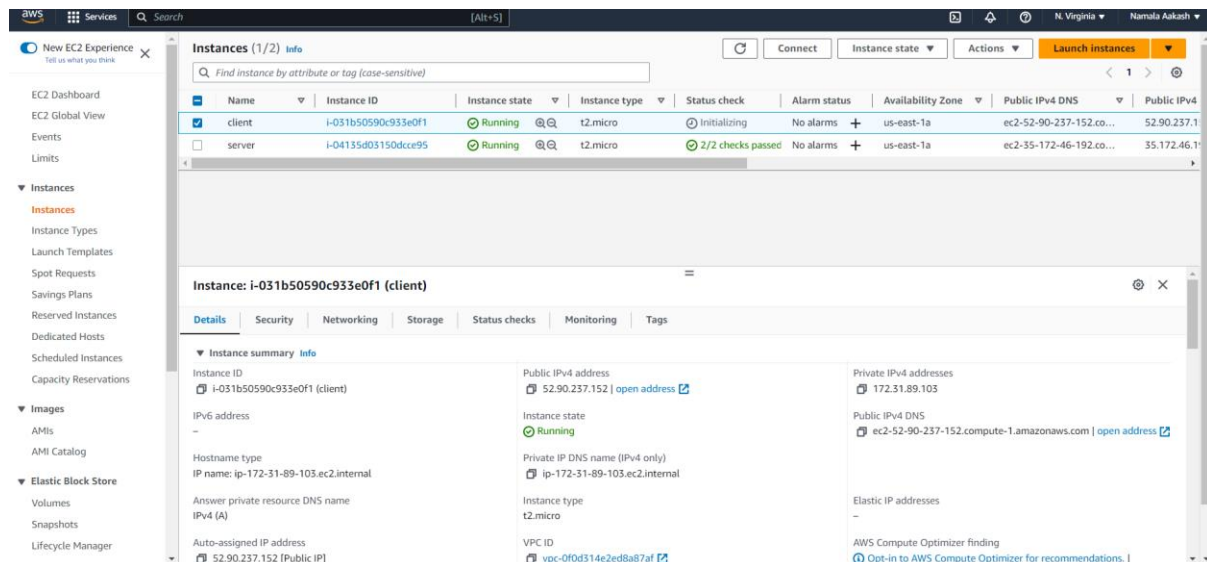 aws Services Search [Alt+S] N. Virginia Namala Aakash
New EC2 Experience
Tell us what you think
EC2 Dashboard
EC2 Global View
Events
Limits
Instances
Instances
Instance Types
Launch Templates
Spot Requests
Savings Plans
Reserved Instances
Dedicated Hosts
Scheduled Instances
Capacity Reservations
Images
AMIs
AMI Catalog
Elastic Block Store
Volumes
Snapshots
Lifecycle Manager
Instances (1/2) Info Connect Instance state Actions Launch instances
Find instance by attribute or tag (case-sensitive) 1
Name Instance ID Instance state Instance type Status check Alarm status Availability Zone Public IPv4 DNS Public IPv4
client i-031b50590c933e0f1 Running t2.micro Initializing No alarms + us-east-1a ec2-52-90-237-152.co... 52.90.237.1
server i-04135d03150dcce95 Running t2.micro 2/2 checks passed No alarms + us-east-1a ec2-35-172-46-192.co... 35.172.46.1
Instance: i-031b50590c933e0f1 (client)
Details Security Networking Storage Status checks Monitoring Tags
Instance summary Info
Instance ID Public IPv4 address Private IPv4 addresses
i-031b50590c933e0f1 (client) 52.90.237.152 | open address 172.31.89.103
IPv6 address Instance state Public IPv4 DNS
– Running ec2-52-90-237-152.compute-1.amazonaws.com | open address
Hostname type Private IP DNS name (IPv4 only)
IP name: ip-172-31-89-103.ec2.internal ip-172-31-89-103.ec2.internal
Answer private resource DNS name Instance type Elastic IP addresses
IPv4 (A) t2.micro –
Auto-assigned IP address VPC ID AWS Compute Optimizer finding
52.90.237.152 [Public IP] vpc-0f0d314e2ed8a87af Opt-in to AWS Compute Optimizer for recommendations. |